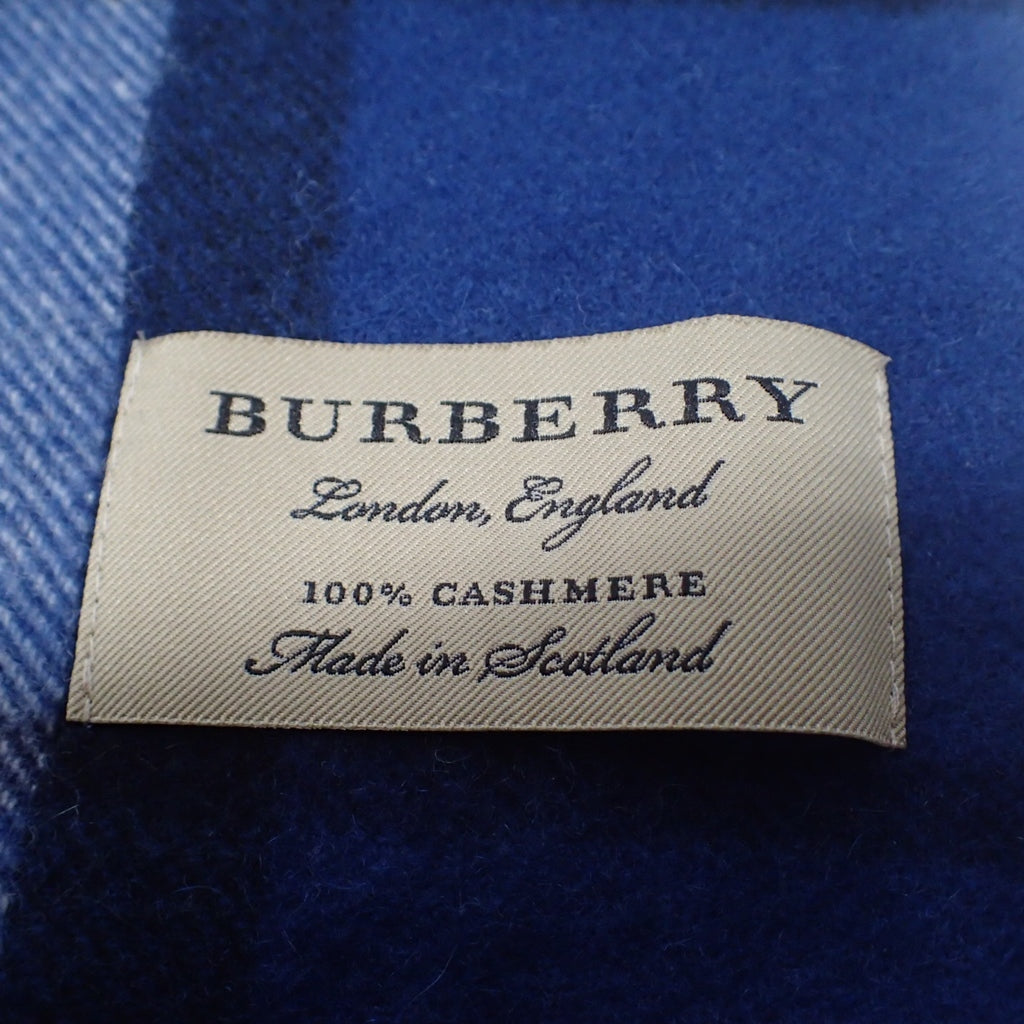 BURBERRY
London, England
100% CASHMERE
Made in Scotland